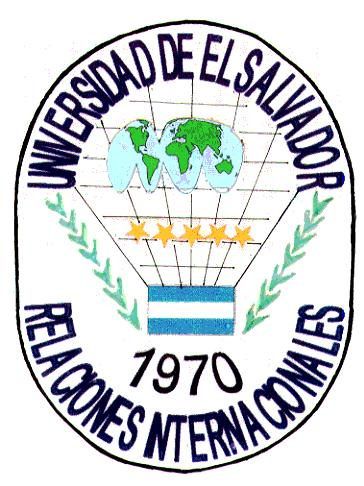 UNIVERSIDAD DE EL SALVADOR
1970
RELACIONES INTERNACIONALES